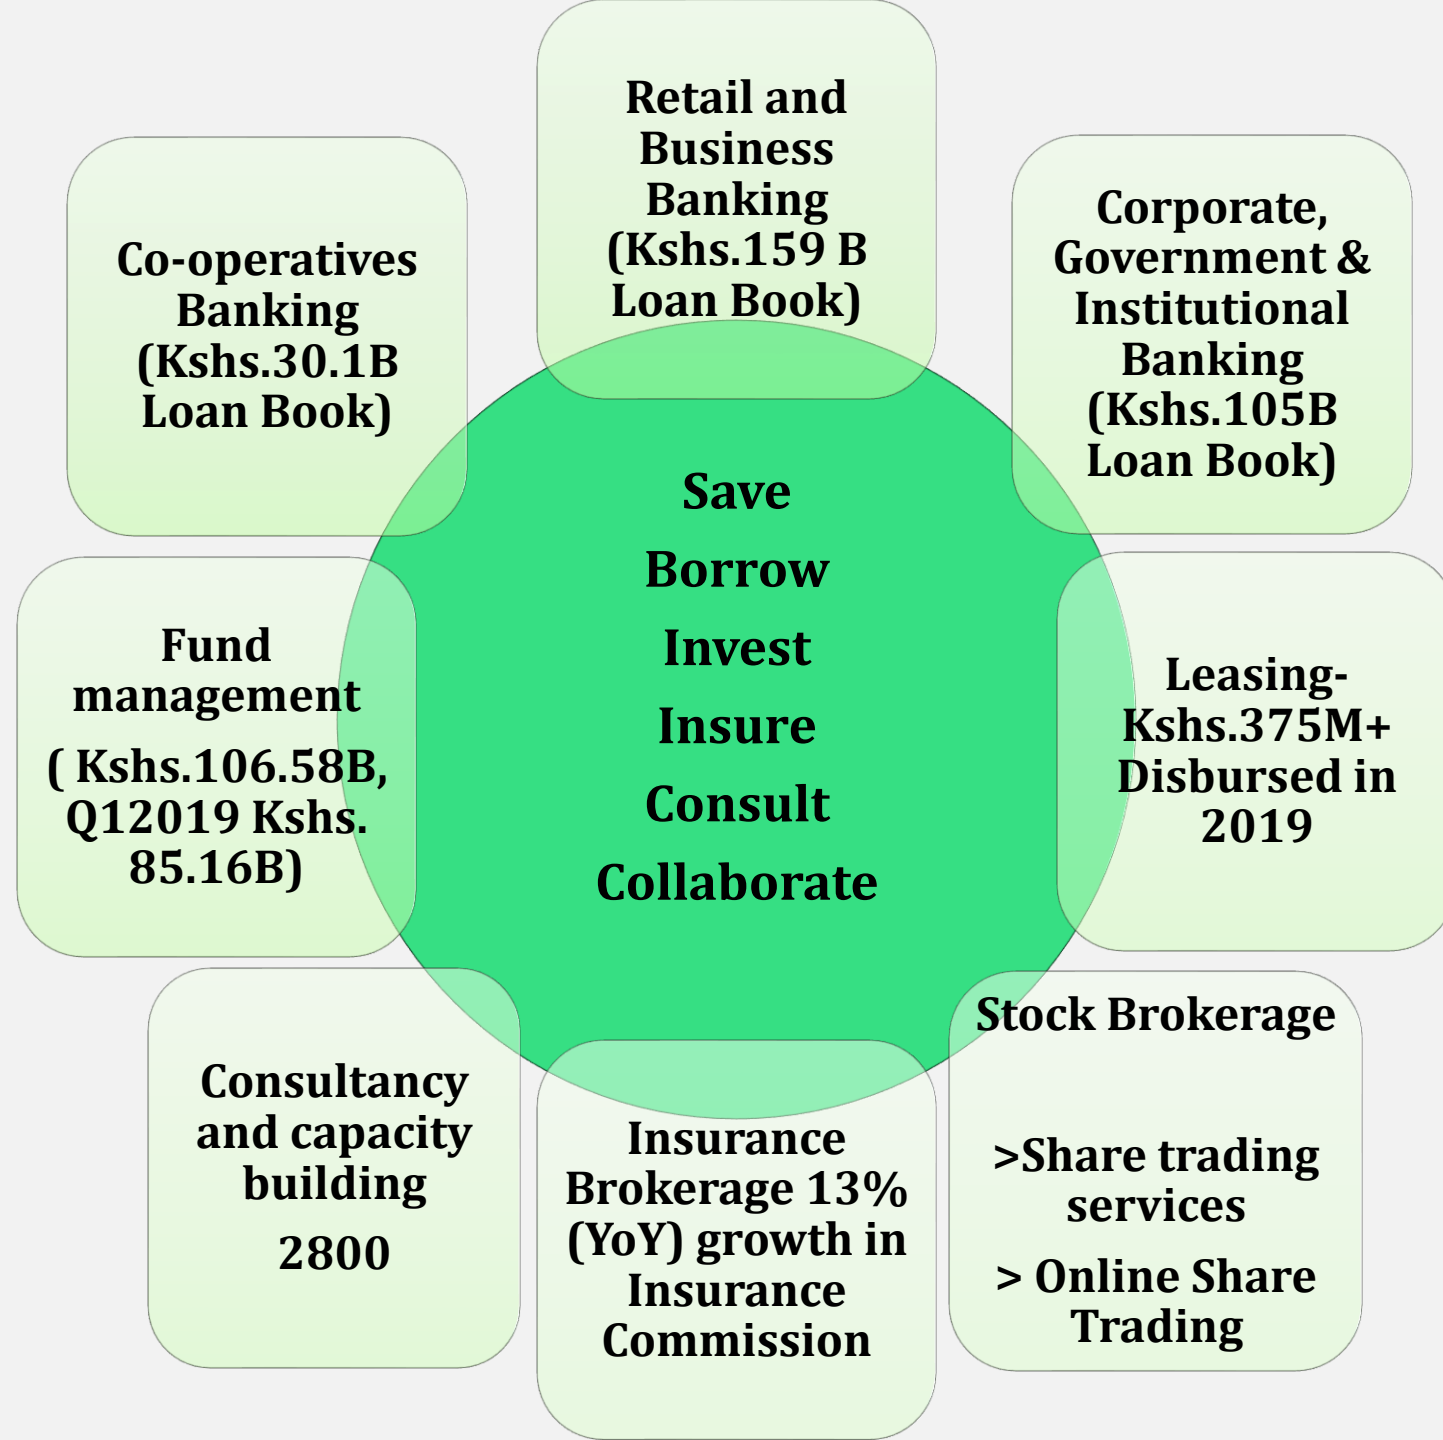 Retail and
Business
Banking
(Kshs.159 B
Loan Book)
Corporate,
Government &
Institutional
Banking
(Kshs.105B
Loan Book)
Leasing-
Kshs.375M+
Disbursed in
2019
Stock Brokerage
>Share trading
services
> Online Share
Trading
Insurance
Brokerage 13%
(YoY) growth in
Insurance
Commission
Consultancy
and capacity
building
2800
Fund
management
( Kshs.106.58B,
Q12019 Kshs.
85.16B)
Co-operatives
Banking
(Kshs.30.1B
Loan Book)
Save
Borrow
Invest
Insure
Consult
Collaborate